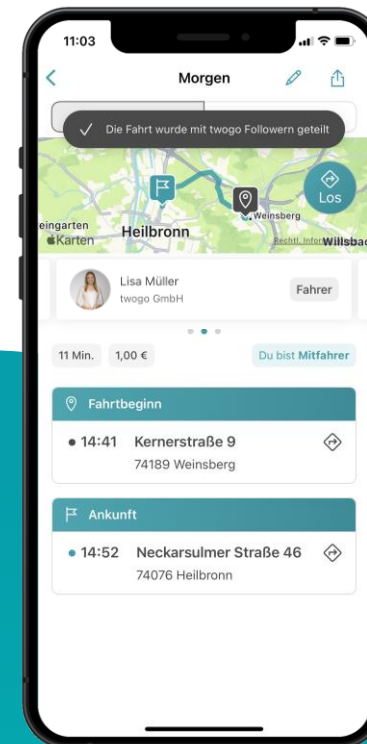 11:03
Morgen
Die Fahrt wurde mit twogo Followern geteilt
Los
Weinsberg
eingarten
Karten
Heilbronn
Rechtl. Infor
Willsbac
Lisa Müller
twogo GmbH
Fahrer
11 Min.
1,00 €
Du bist Mitfahrer
Fahrtbeginn
14:41 Kernerstraße 9
74189 Weinsberg
Ankunft
14:52 Neckarsulmer Straße 46
74076 Heilbronn